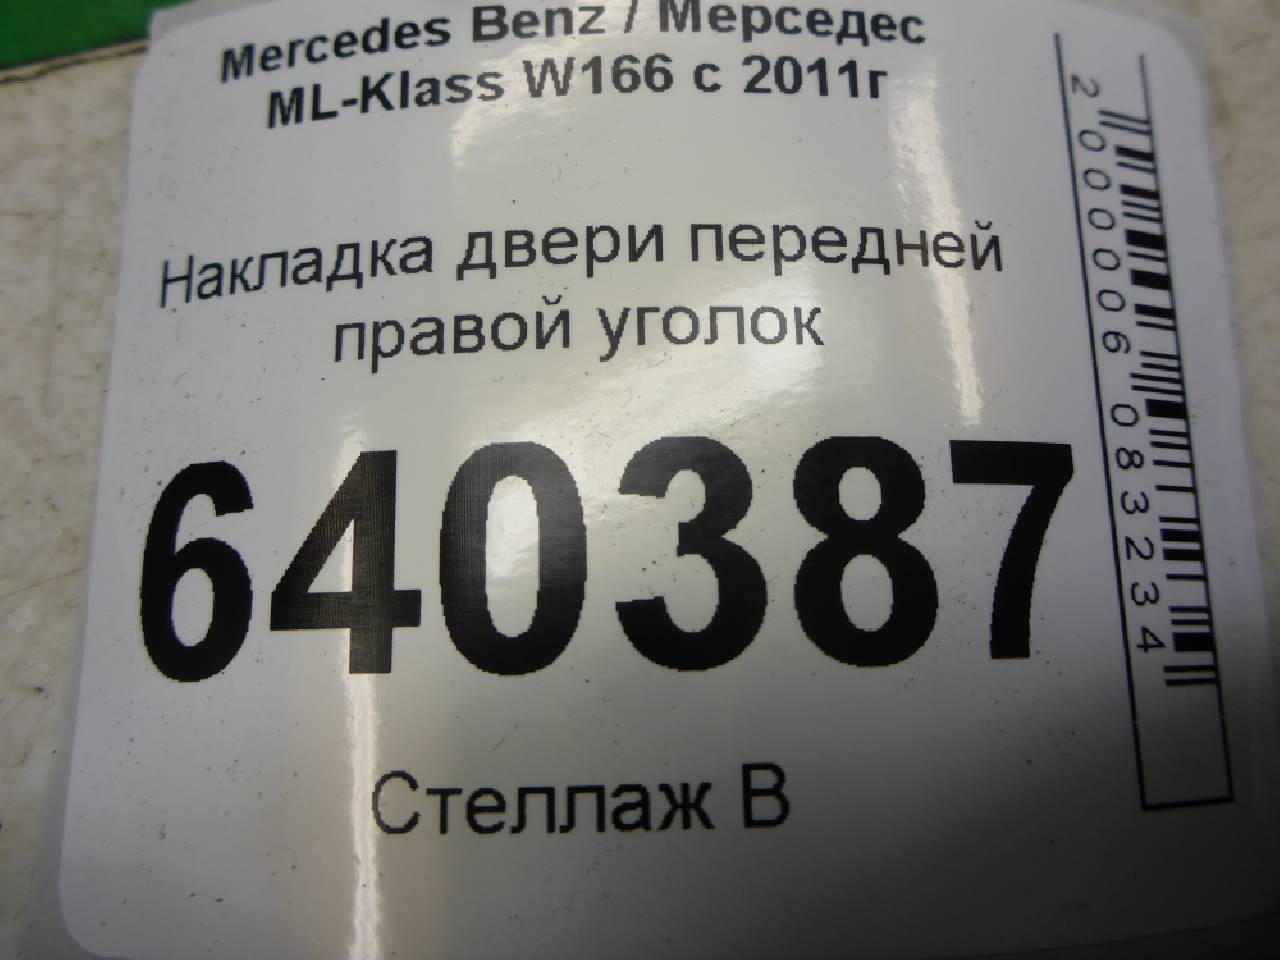 Mercedes Benz / Мерседес
ML-Klass W166 с 2011г
Накладка двери передней
правой уголок
640387
Стеллаж В
2000006083234